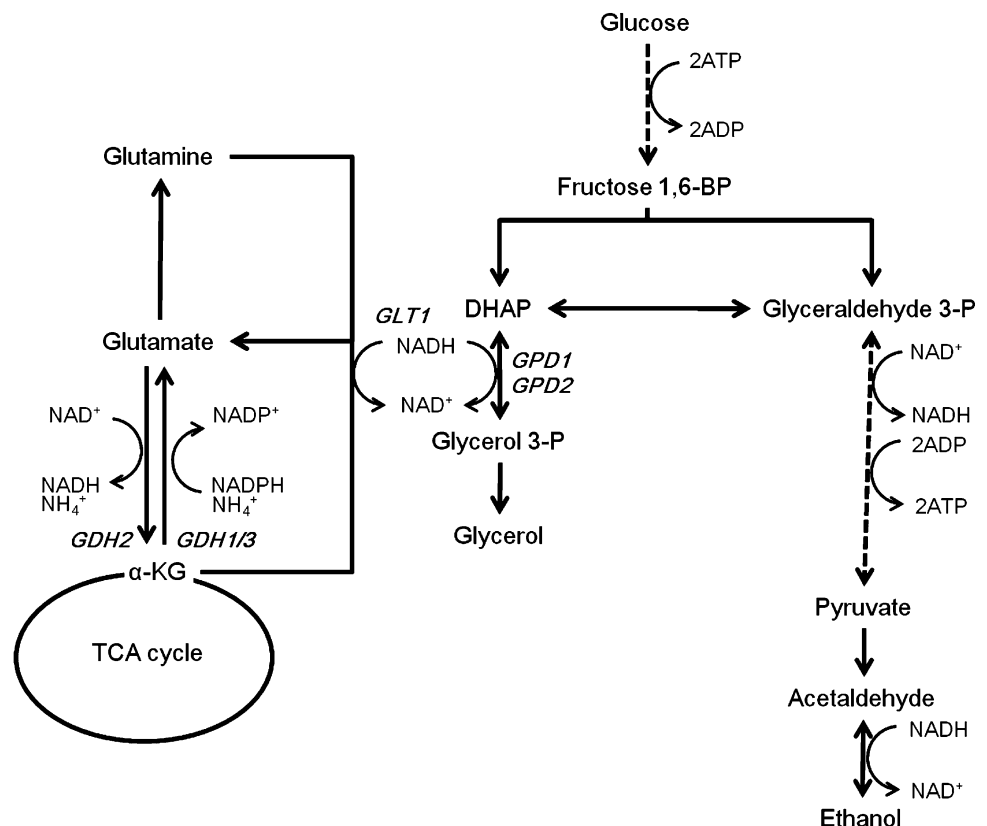 Glucose
2ATP
2ADP
Glutamine
Fructose 1,6-BP
GLT1
DHAP
Glyceraldehyde 3-P
Glutamate
NADH
GPD1
GPD2
NAD⁺
NAD⁺
NADH
2ADP
2ATP
NAD⁺
NADP⁺
Glycerol 3-P
NADH
NH₄⁺
NADPH
NH₄⁺
GDH2
GDH1/3
Glycerol
α-KG
Pyruvate
TCA cycle
Acetaldehyde
NADH
NAD⁺
Ethanol